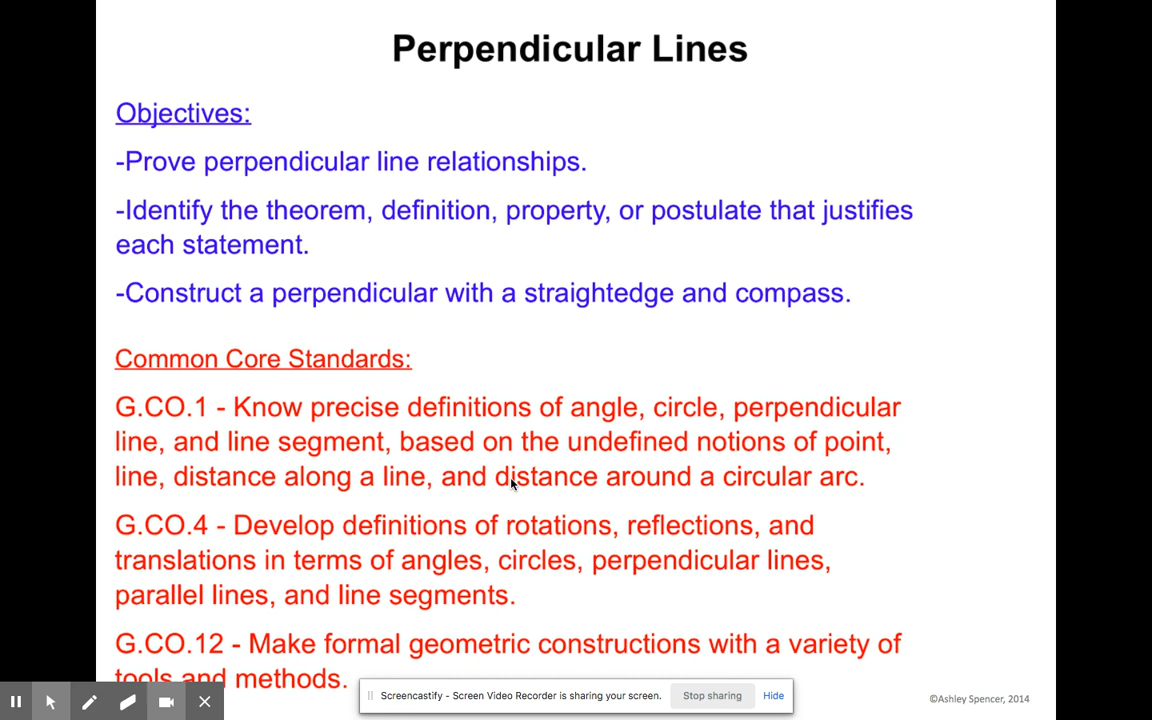 Perpendicular Lines
Objectives:
-Prove perpendicular line relationships.
-Identify the theorem, definition, property, or postulate that justifies
each statement.
-Construct a perpendicular with a straightedge and compass.
Common Core Standards:
G.CO.1 - Know precise definitions of angle, circle, perpendicular
line, and line segment, based on the undefined notions of point,
line, distance along a line, and distance around a circular arc.
G.CO.4 - Develop definitions of rotations, reflections, and
translations in terms of angles, circles, perpendicular lines,
parallel lines, and line segments.
G.CO.12 - Make formal geometric constructions with a variety of
tools and methods.
Screencastify - Screen Video Recorder is sharing your screen.
Stop sharing
Hide
©Ashley Spencer, 2014